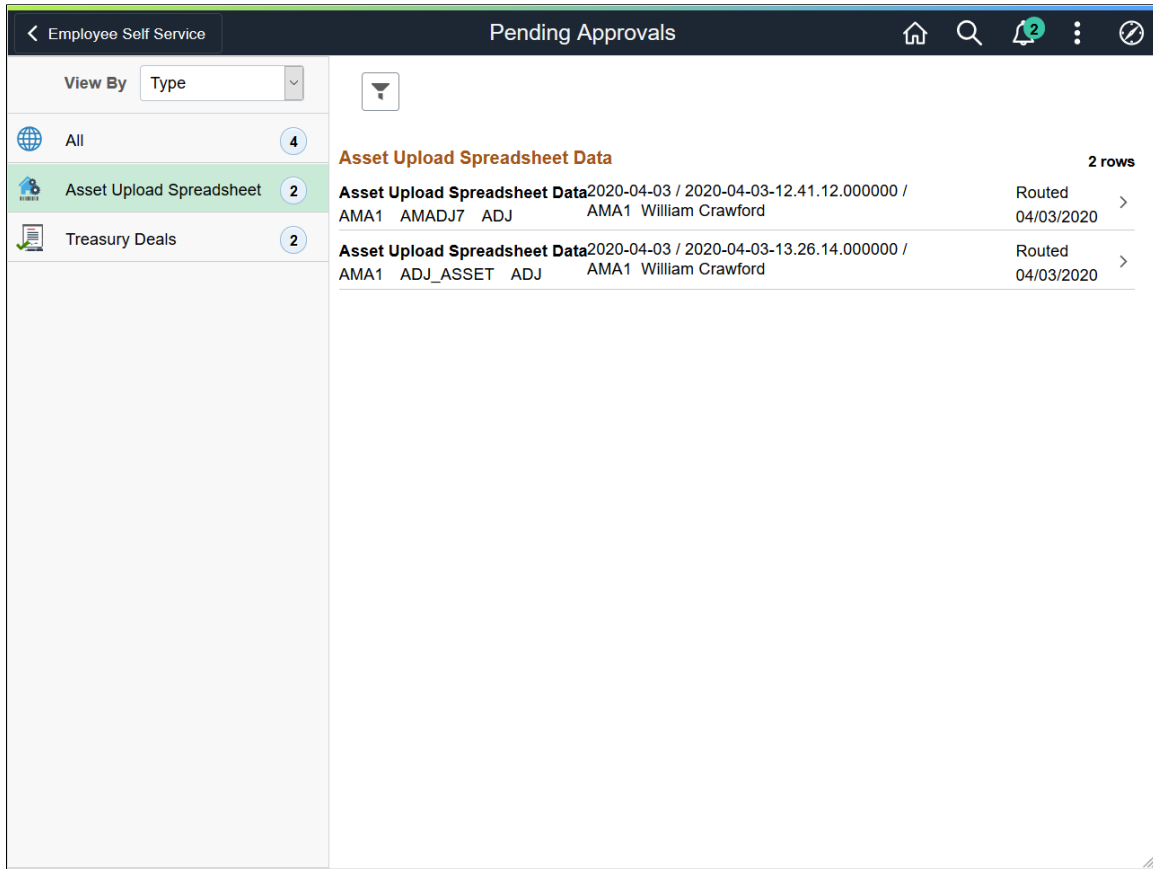 Employee Self Service
Pending Approvals
2
View By
Type
All
4
Asset Upload Spreadsheet
2
Treasury Deals
2
Asset Upload Spreadsheet Data
2 rows
Asset Upload Spreadsheet Data 2020-04-03 / 2020-04-03-12.41.12.000000 / Routed
AMA1 AMADJ7 ADJ AMA1 William Crawford 04/03/2020
Asset Upload Spreadsheet Data 2020-04-03 / 2020-04-03-13.26.14.000000 / Routed
AMA1 ADJ_ASSET ADJ AMA1 William Crawford 04/03/2020